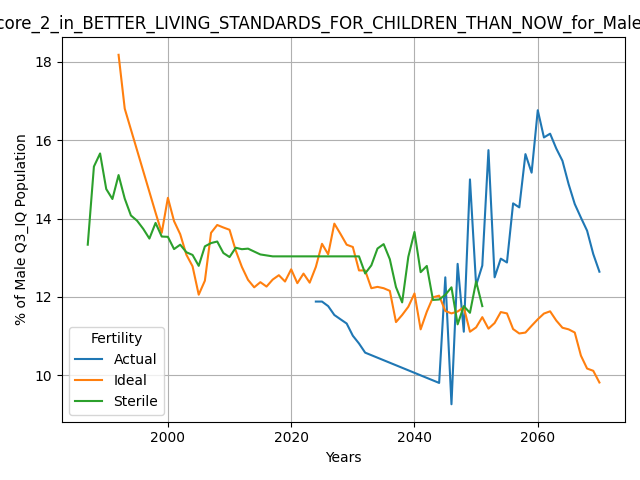 core_2_in_BETTER_LIVING_STANDARDS_FOR_CHILDREN_THAN_NOW_for_Male
18
16
14
12
10
% of Male Q3_IQ Population
Fertility
Actual
Ideal
Sterile
2000
2020
2040
2060
Years